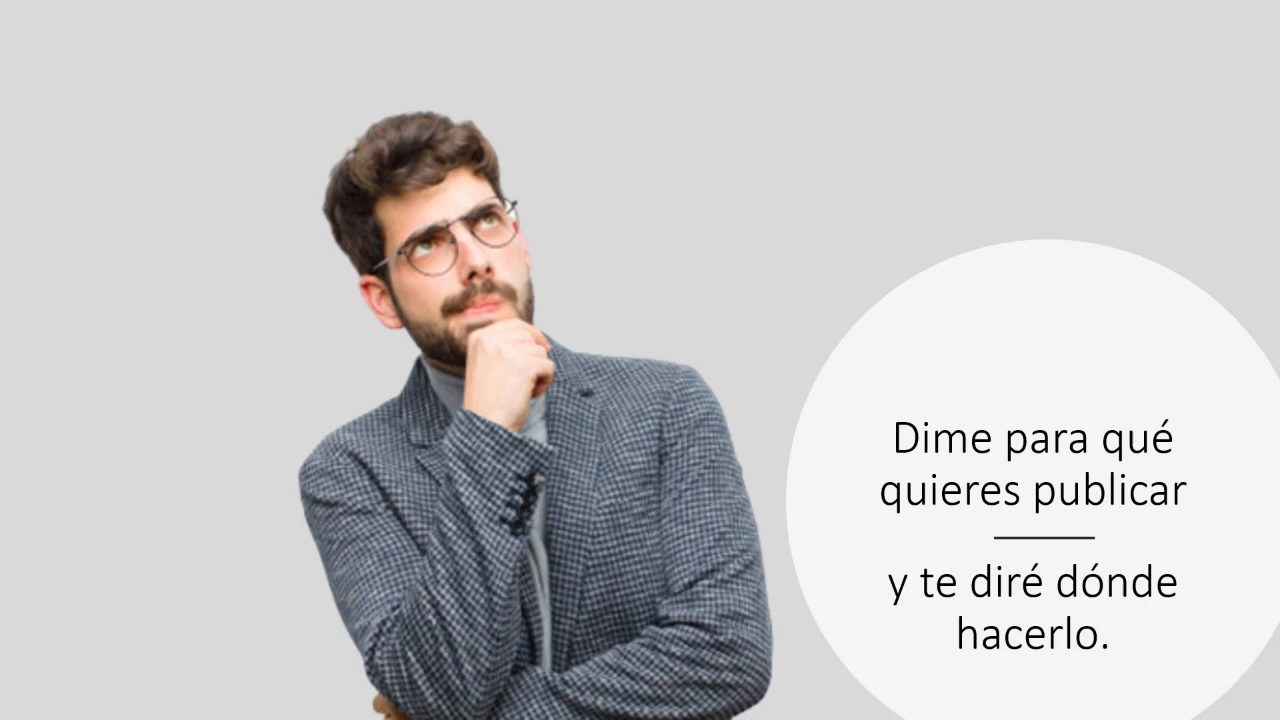 Dime para qué
quieres publicar
y te diré dónde
hacerlo.